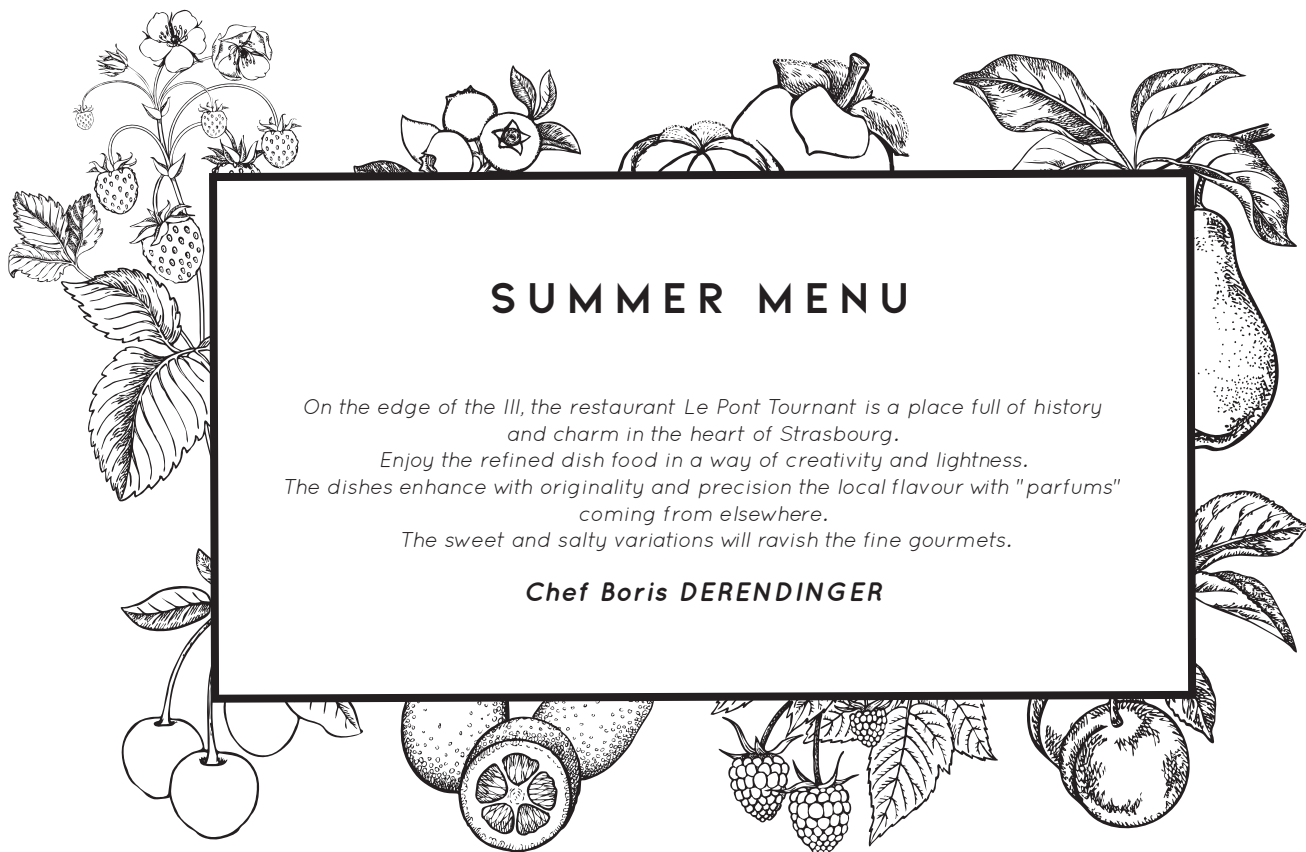 SUMMER MENU
On the edge of the Ill, the restaurant Le Pont Tournant is a place full of history
and charm in the heart of Strasbourg.
Enjoy the refined dish food in a way of creativity and lightness.
The dishes enhance with originality and precision the local flavour with "parfums"
coming from elsewhere.
The sweet and salty variations will ravish the fine gourmets.
Chef Boris DERENDINGER